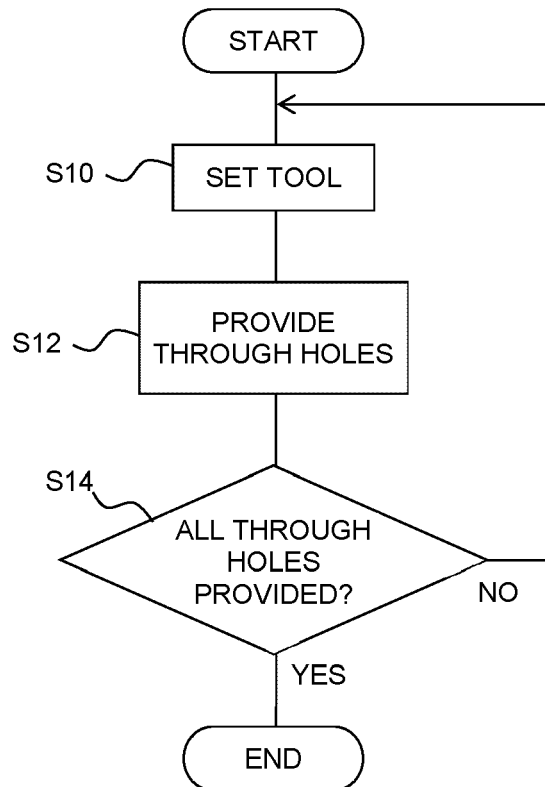 START
S10
SET TOOL
S12
PROVIDE
THROUGH HOLES
S14
ALL THROUGH
HOLES
PROVIDED?
NO
YES
END